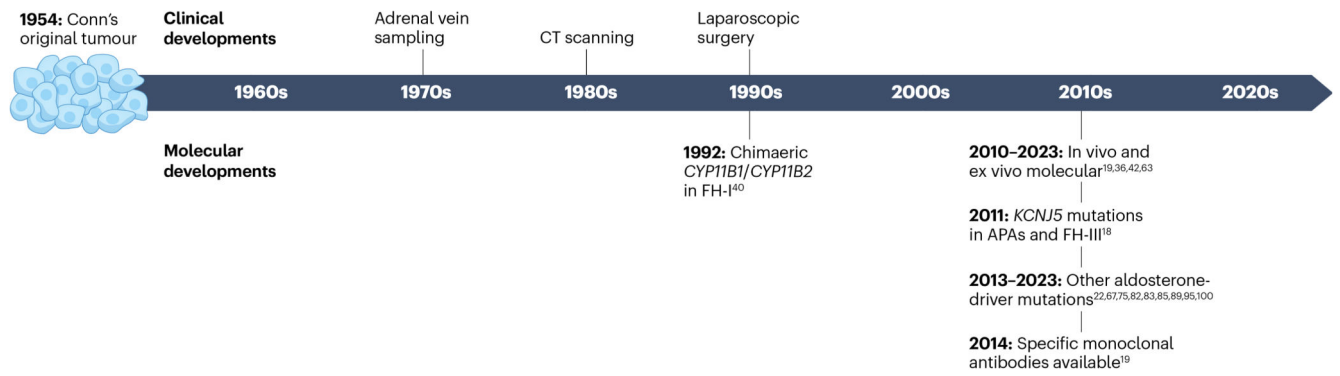 1954: Conn's
original tumour
Clinical
developments
Adrenal vein
sampling
CT scanning
Laparoscopic
surgery
1960s 1970s 1980s 1990s 2000s 2010s 2020s
Molecular
developments
1992: Chimaeric
CYP11B1/CYP11B2
in FH-I40
2010–2023: In vivo and
ex vivo molecular19,36,42,63
2011: KCNJ5 mutations
in APAs and FH-III18
2013–2023: Other aldosterone-
driver mutations22,67,75,82,83,85,89,95,100
2014: Specific monoclonal
antibodies available19